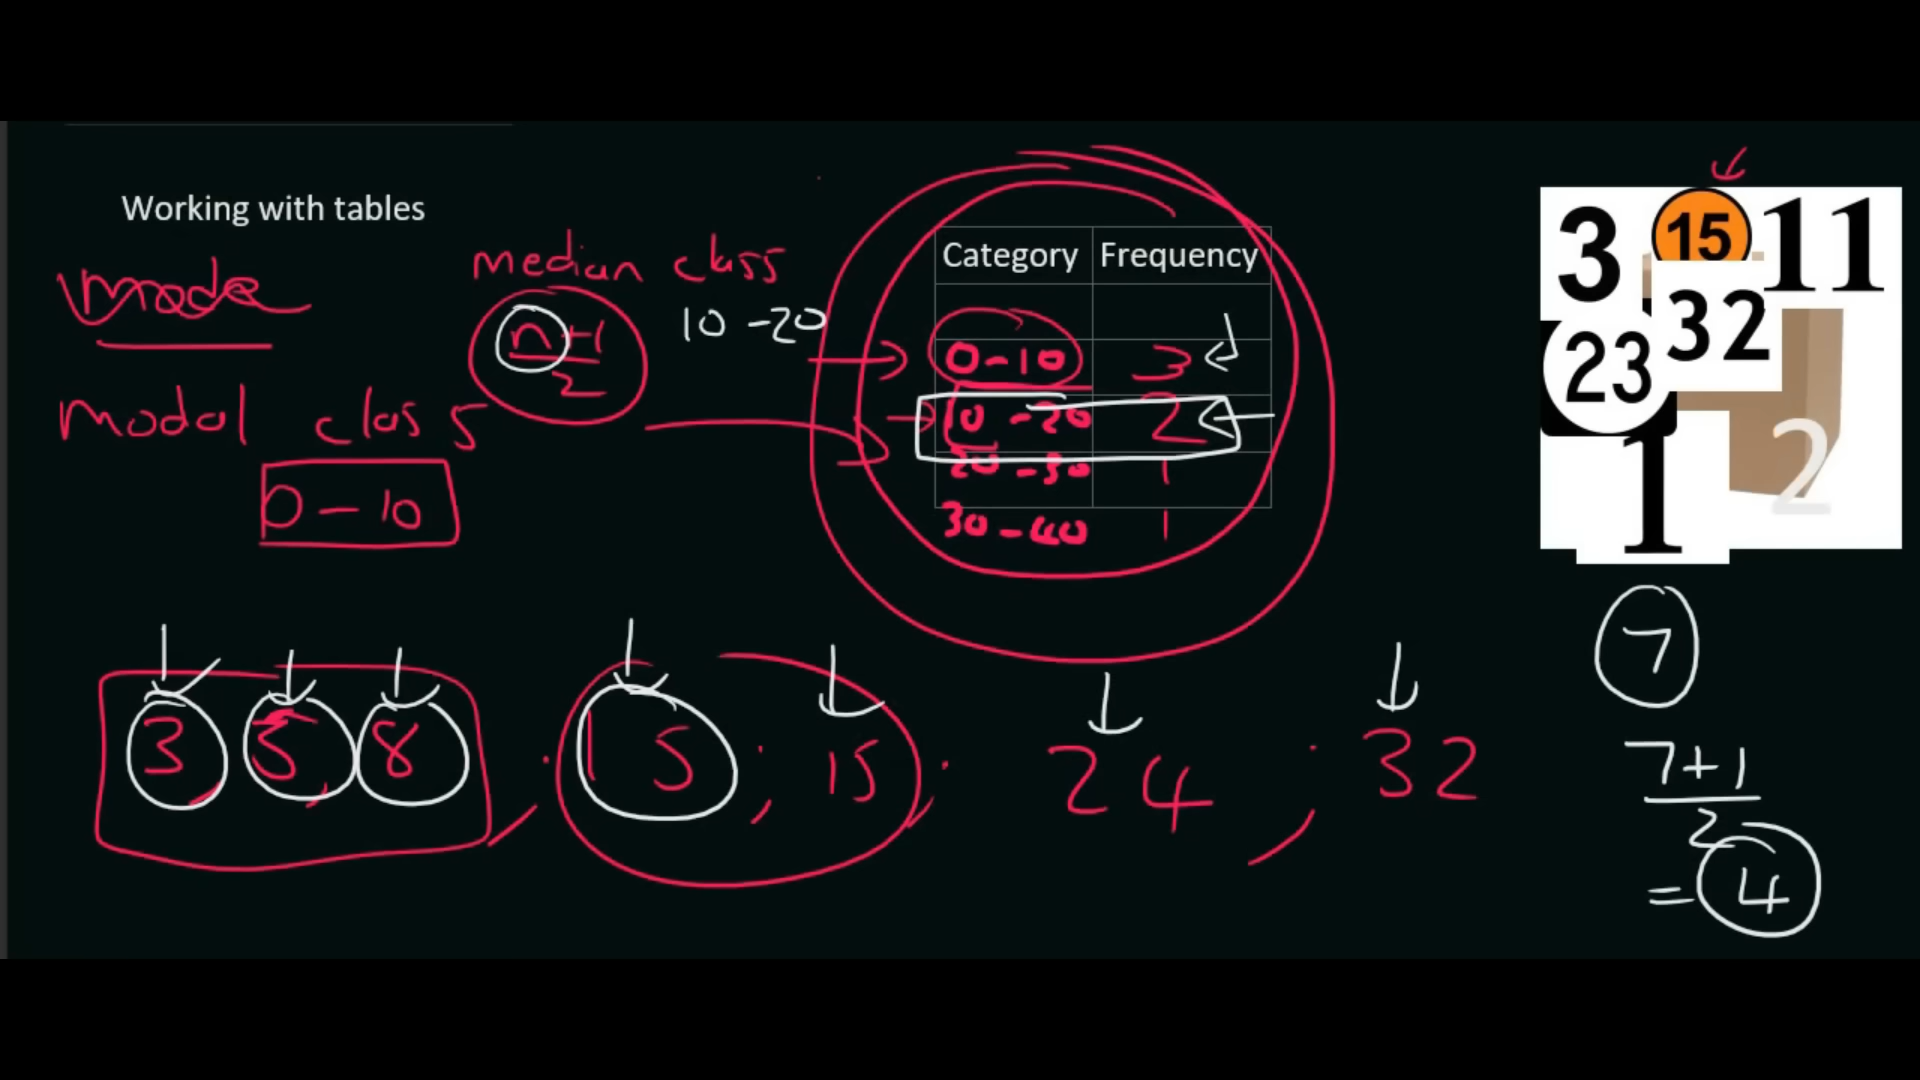 Working with tables
mode
median class
n+1
2
10 - 20
modal class
0 - 10
Category Frequency
0 - 10 3
10 - 20 2
20 - 30 1
30 - 40 1
3 15 11
23 32
1 2
7
7+1
2
= 4
3, 5, 8, 15; 15, 24; 32